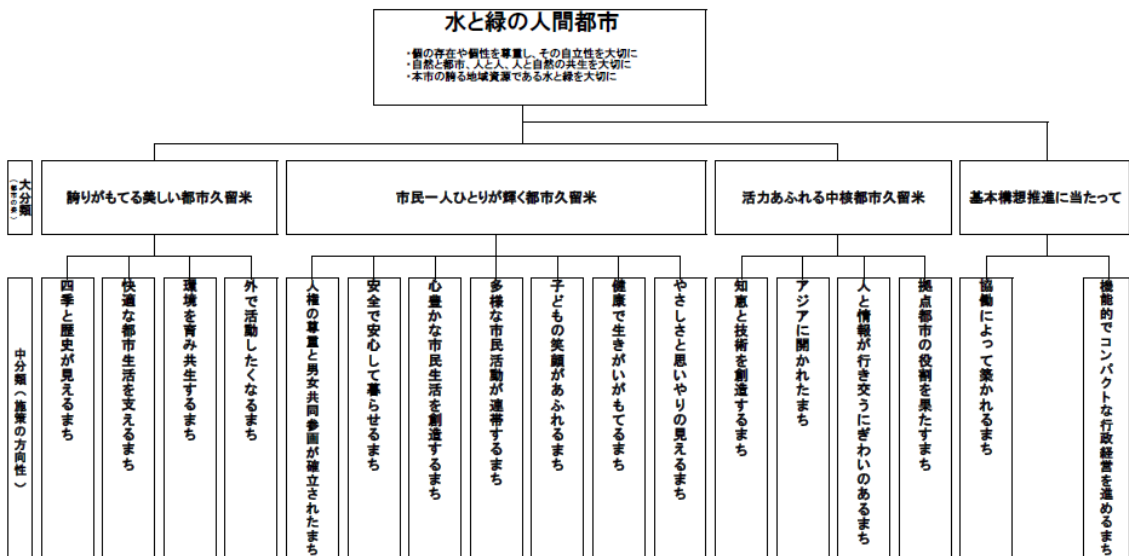 水と緑の人間都市
・個の存在や個性を尊重し、その自立性を大切に
・自然と都市、人と人、人と自然の共生を大切に
・本市の誇る地域資源である水と緑を大切に
大分類
（都市の姿）
誇りがもてる美しい都市久留米
市民一人ひとりが輝く都市久留米
活力あふれる中核都市久留米
基本構想推進に当たって
中分類（施策の方向性）
四季と歴史が見えるまち
快適な都市生活を支えるまち
環境を育み共生するまち
外で活動したくなるまち
人権の尊重と男女共同参画が確立されたまち
安全で安心して暮らせるまち
心豊かな市民生活を創造するまち
多様な市民活動が連帯するまち
子どもの笑顔があふれるまち
健康で生きがいがもてるまち
やさしさと思いやりの見えるまち
知恵と技術を創造するまち
アジアに開かれたまち
人と情報が行き交うにぎわいのあるまち
拠点都市の役割を果たすまち
協働によって築かれるまち
機能的でコンパクトな行政経営を進めるまち